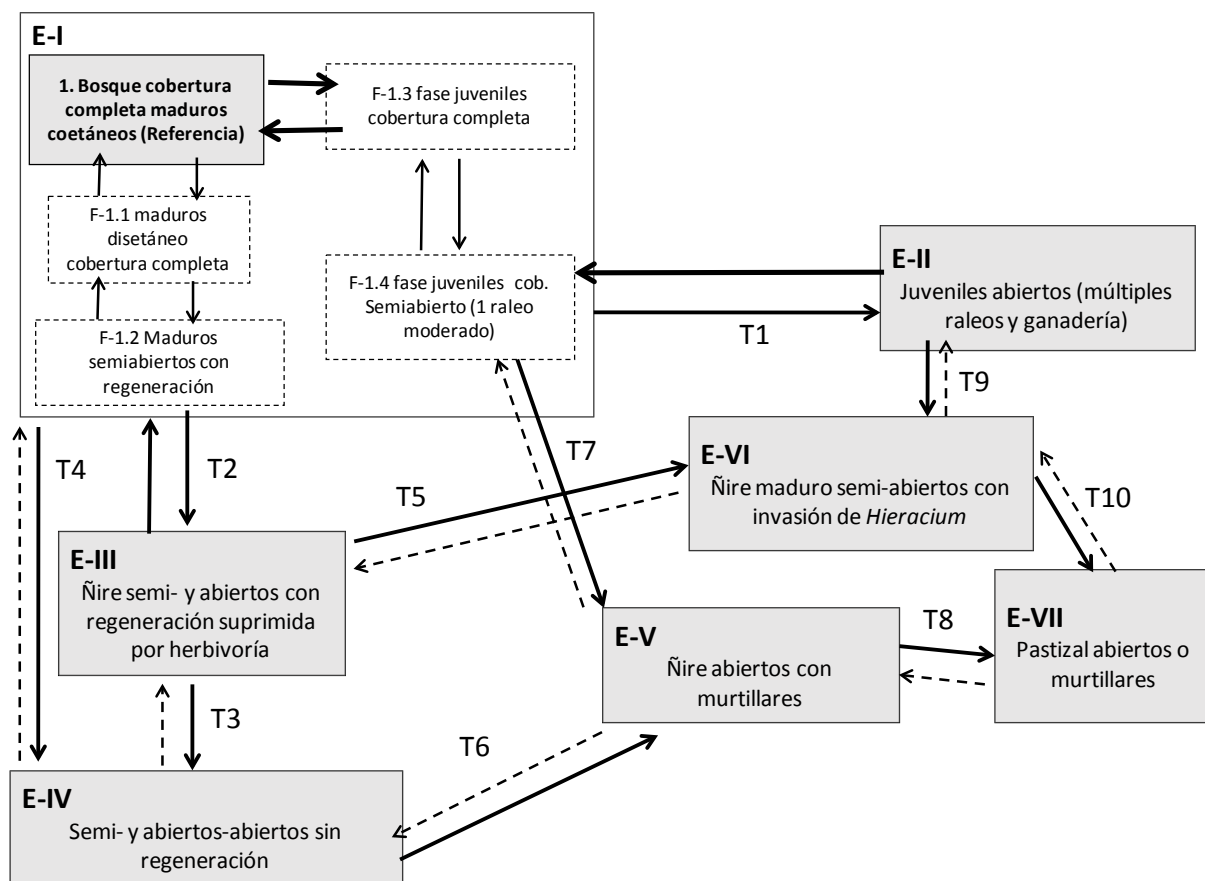 E-I
1. Bosque cobertura
completa maduros
coetáneos (Referencia)
F-1.3 fase juveniles
cobertura completa
F-1.1 maduros
disetáneo
cobertura completa
F-1.2 Maduros
semiabiertos con
regeneración
F-1.4 fase juveniles cob.
Semiabierto (1 raleo
moderado)
E-II
Juveniles abiertos (múltiples
raleos y ganadería)
T1
T9
T4
T2
T7
T5
E-VI
Ñire maduro semi-abiertos con
invasión de Hieracium
T10
E-III
Ñire semi- y abiertos con
regeneración suprimida
por herbivoría
E-V
Ñire abiertos con
murtillares
T8
E-VII
Pastizal abiertos o
murtillares
T3
T6
E-IV
Semi- y abiertos-abiertos sin
regeneración